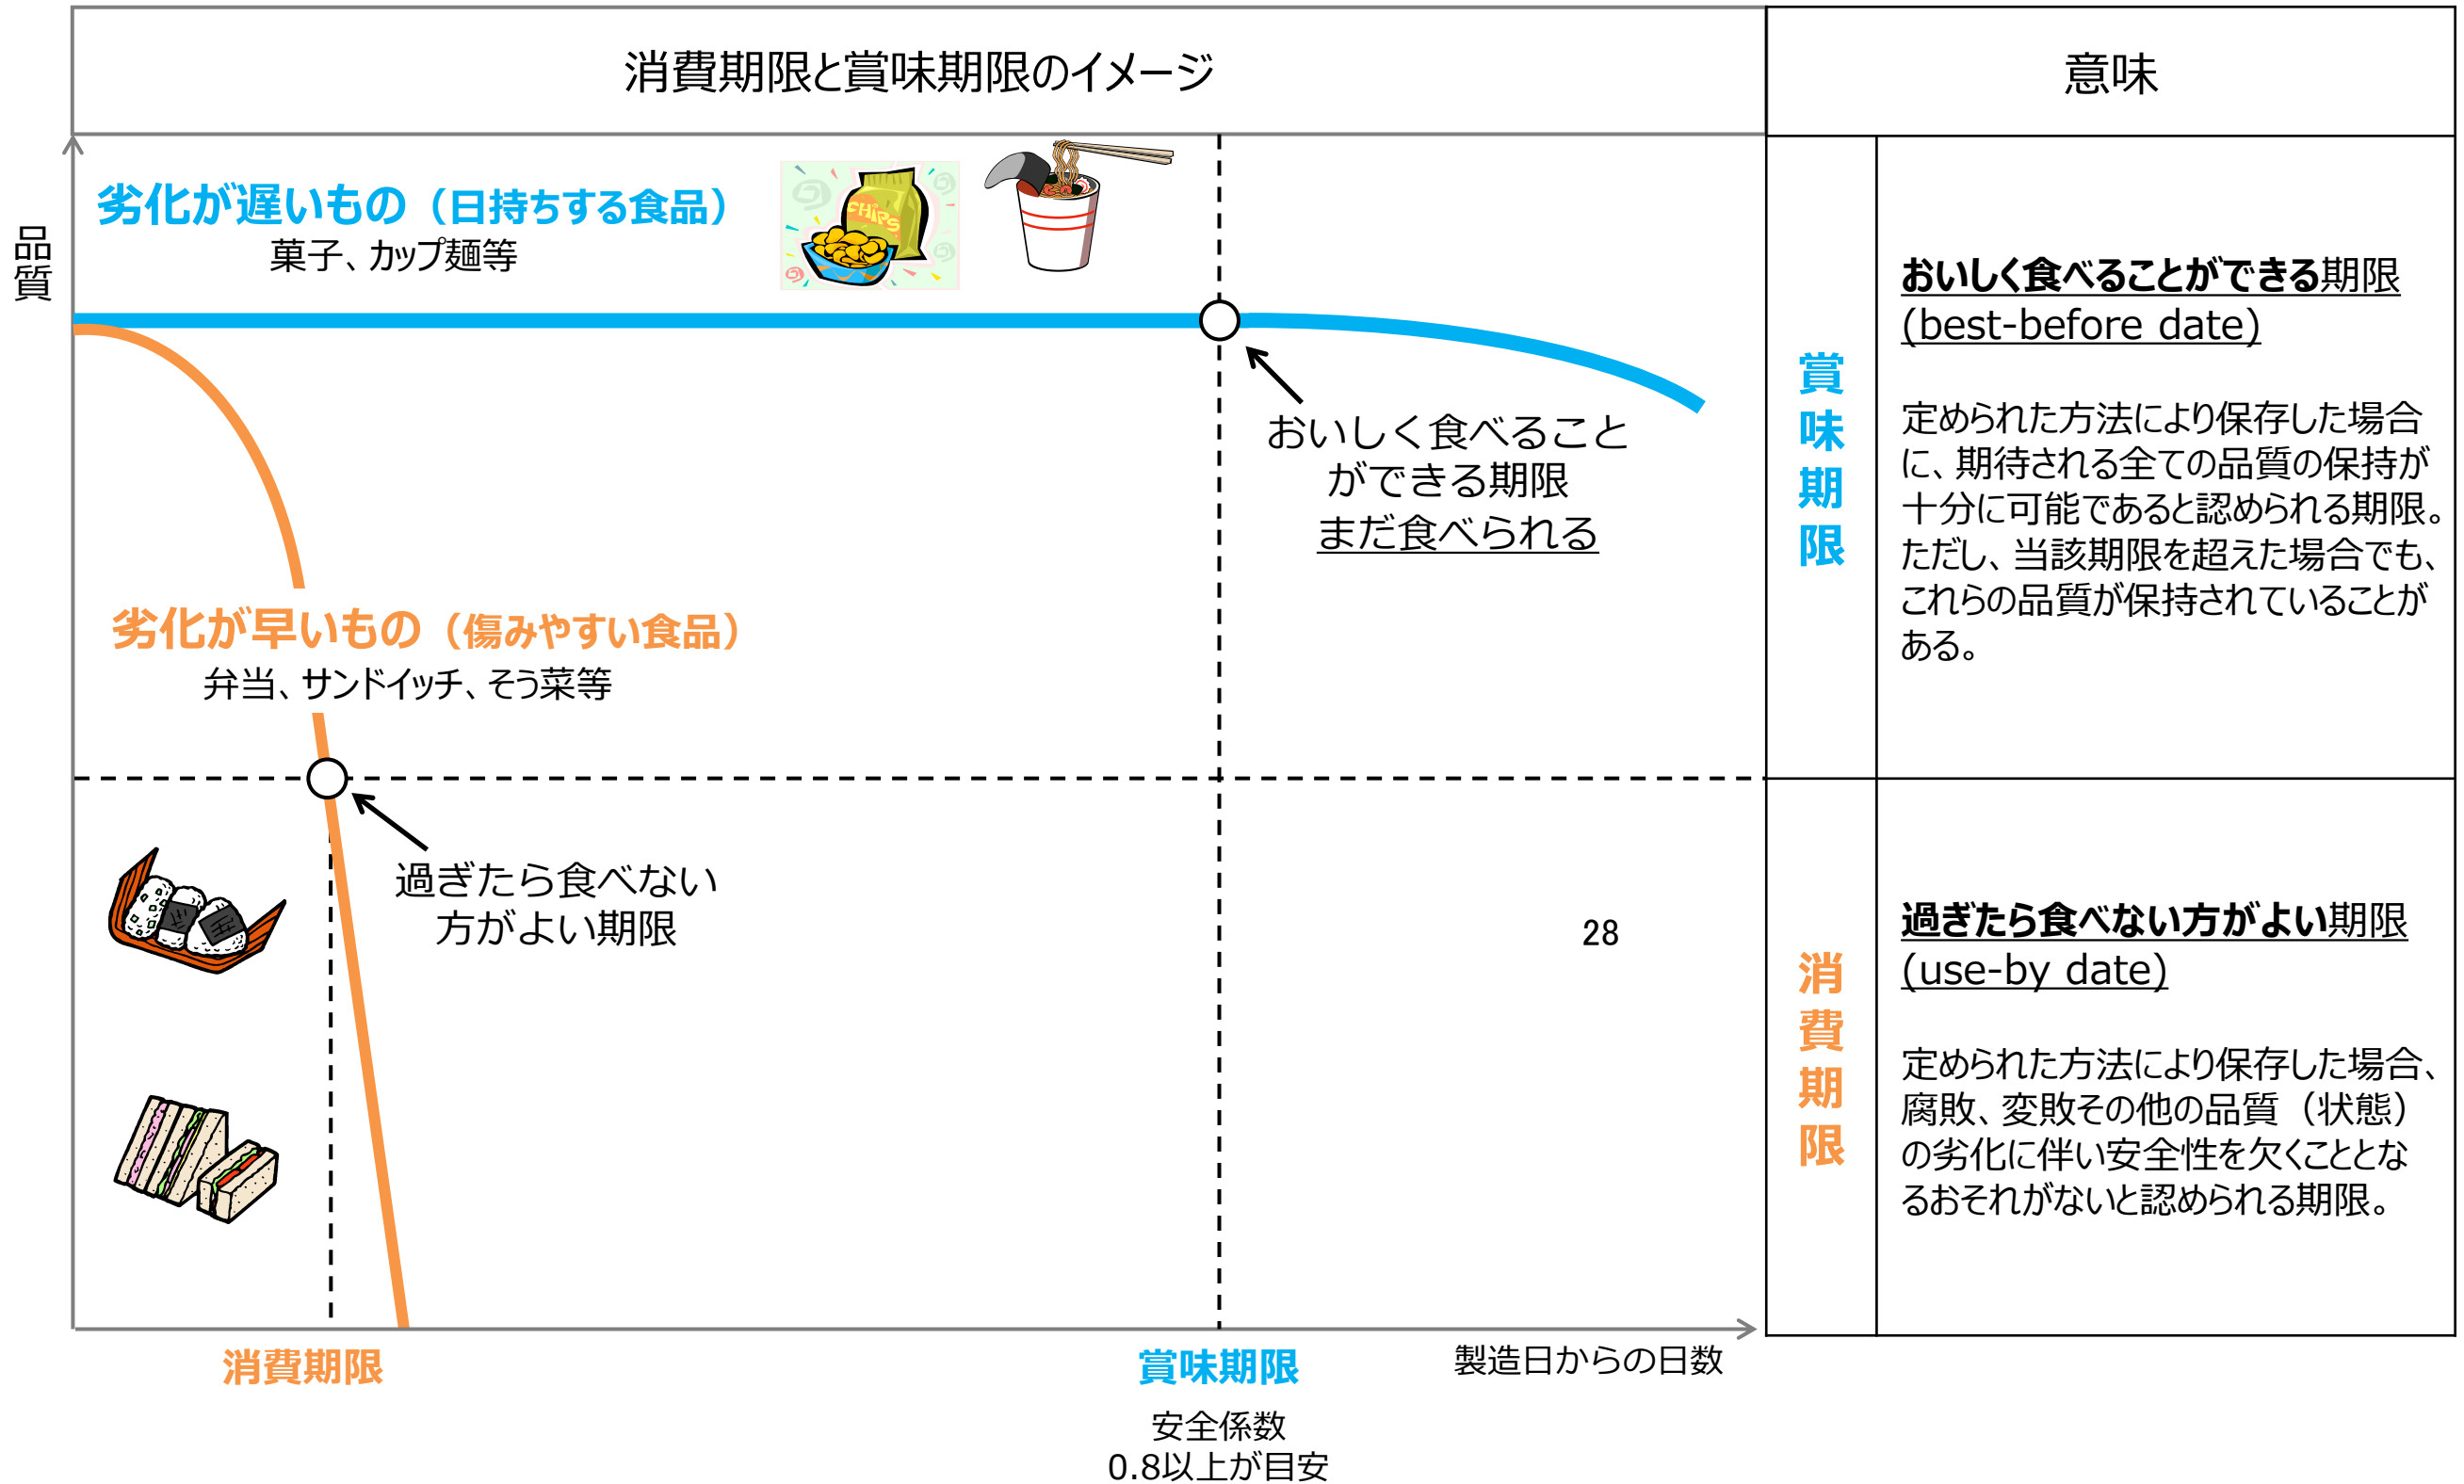 消費期限と賞味期限のイメージ
意味
品質
劣化が遅いもの（日持ちする食品）
菓子、カップ麺等
CHIPS
おいしく食べること
ができる期限
まだ食べられる
劣化が早いもの（傷みやすい食品）
弁当、サンドイッチ、そう菜等
過ぎたら食べない
方がよい期限
28
消費期限
賞味期限
製造日からの日数
安全係数
0.8以上が目安
賞味期限
おいしく食べることができる期限
(best-before date)
定められた方法により保存した場合
に、期待される全ての品質の保持が
十分に可能であると認められる期限。
ただし、当該期限を超えた場合でも、
これらの品質が保持されていることが
ある。
消費期限
過ぎたら食べない方がよい期限
(use-by date)
定められた方法により保存した場合、
腐敗、変敗その他の品質（状態）
の劣化に伴い安全性を欠くこととな
るおそれがないと認められる期限。